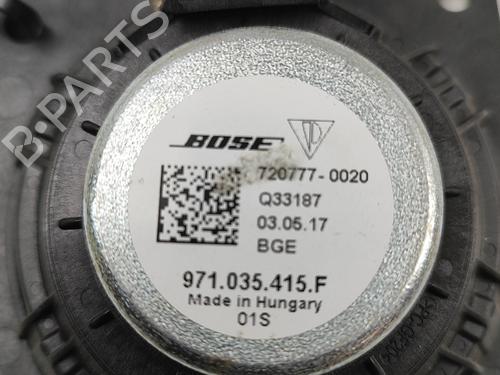 B-PARTS
BOSE
720777-0020
Q33187
03.05.17
BGE
971.035.415.F
Made in Hungary
01S